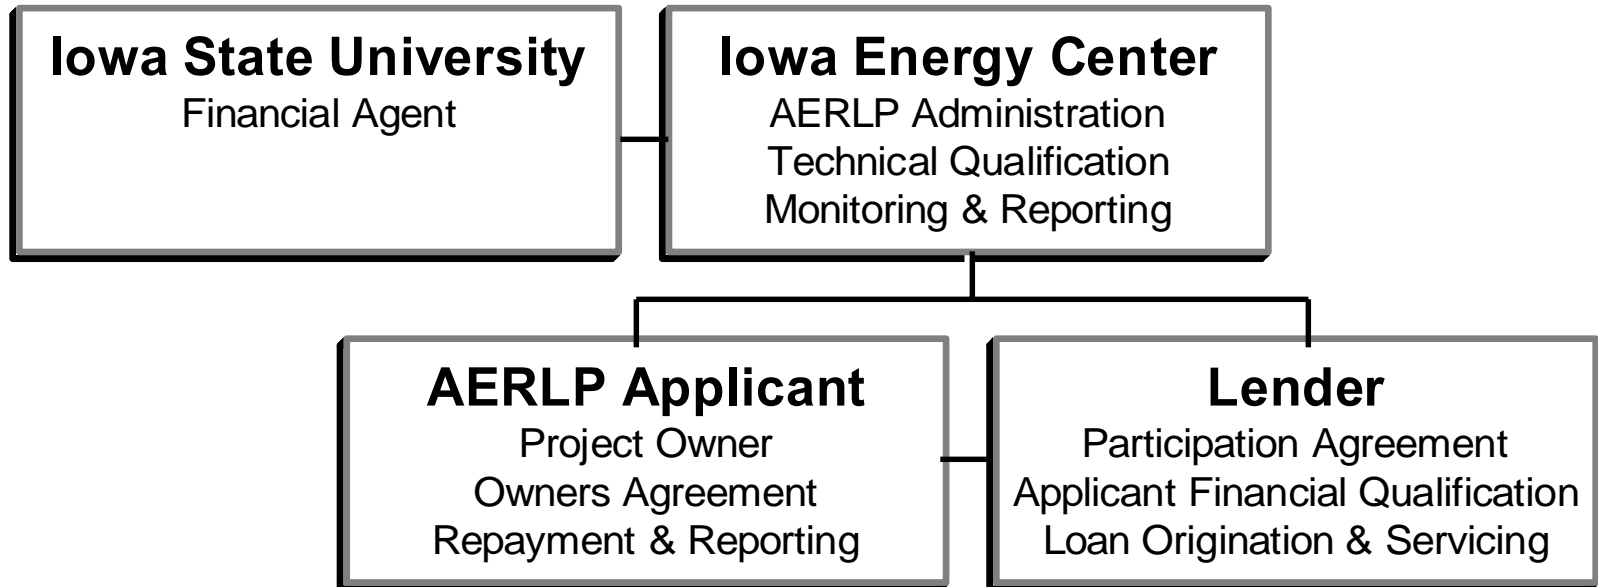 Iowa State University
Financial Agent
Iowa Energy Center
AERLP Administration
Technical Qualification
Monitoring & Reporting
AERLP Applicant
Project Owner
Owners Agreement
Repayment & Reporting
Lender
Participation Agreement
Applicant Financial Qualification
Loan Origination & Servicing